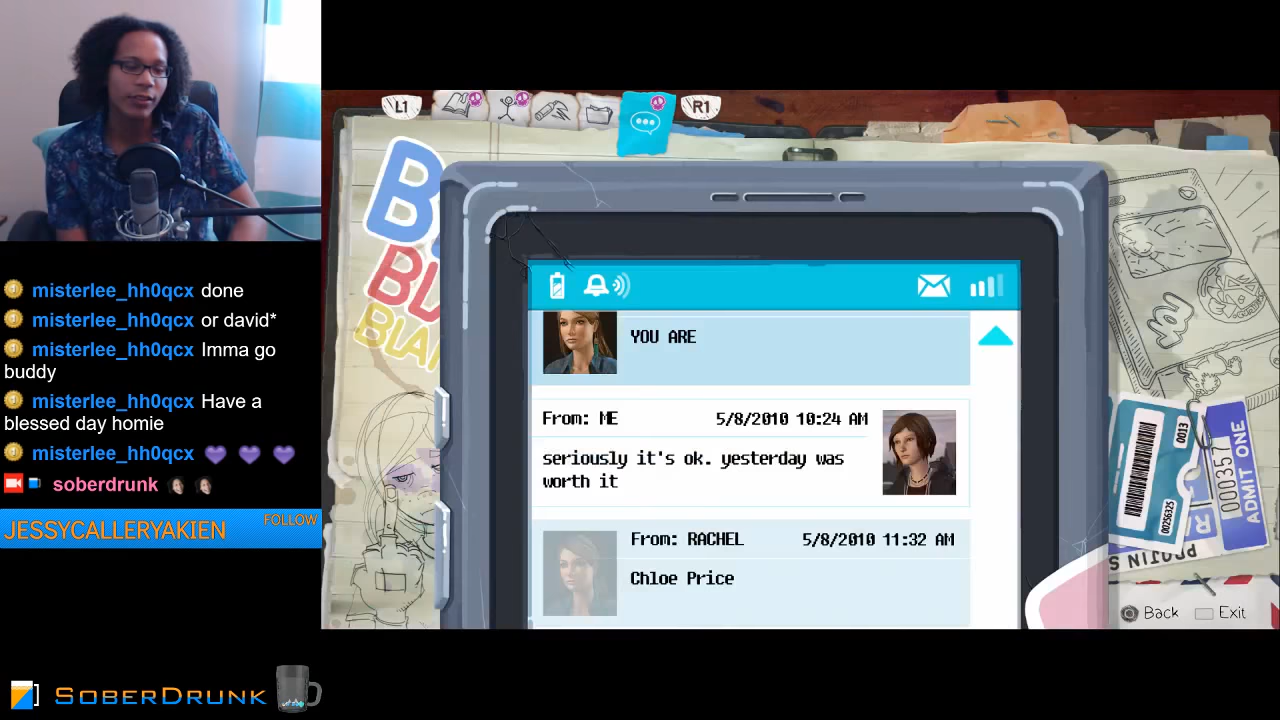 misterlee_hh0qcx done
misterlee_hh0qcx or david*
misterlee_hh0qcx Imma go
buddy
misterlee_hh0qcx Have a
blessed day homie
misterlee_hh0qcx
soberdrunk
JESSYCALLERYAKIEN FOLLOW
SOBERDRUNK
L1 R1
YOU ARE
From: ME 5/8/2010 10:24 AM
seriously it's ok. yesterday was
worth it
From: RACHEL 5/8/2010 11:32 AM
Chloe Price
0013
000357
ADMIT ONE
Back Exit